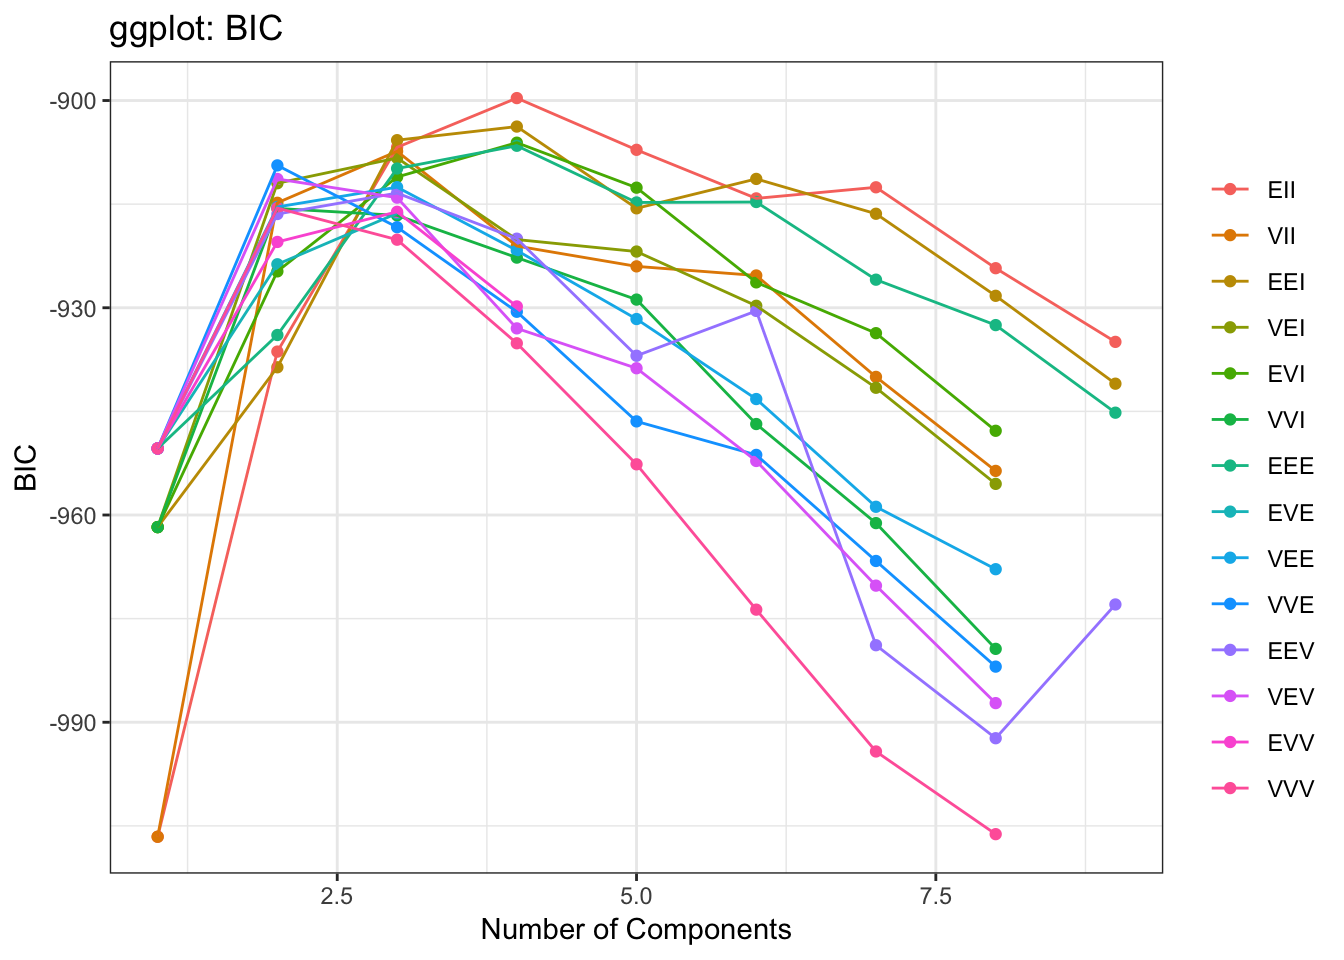 ggplot: BIC
-900
-930
-960
-990
BIC
2.5
5.0
7.5
Number of Components
EII
VII
EEI
VEI
EVI
VVI
EEE
EVE
VEE
VVE
EEV
VEV
EVV
VVV